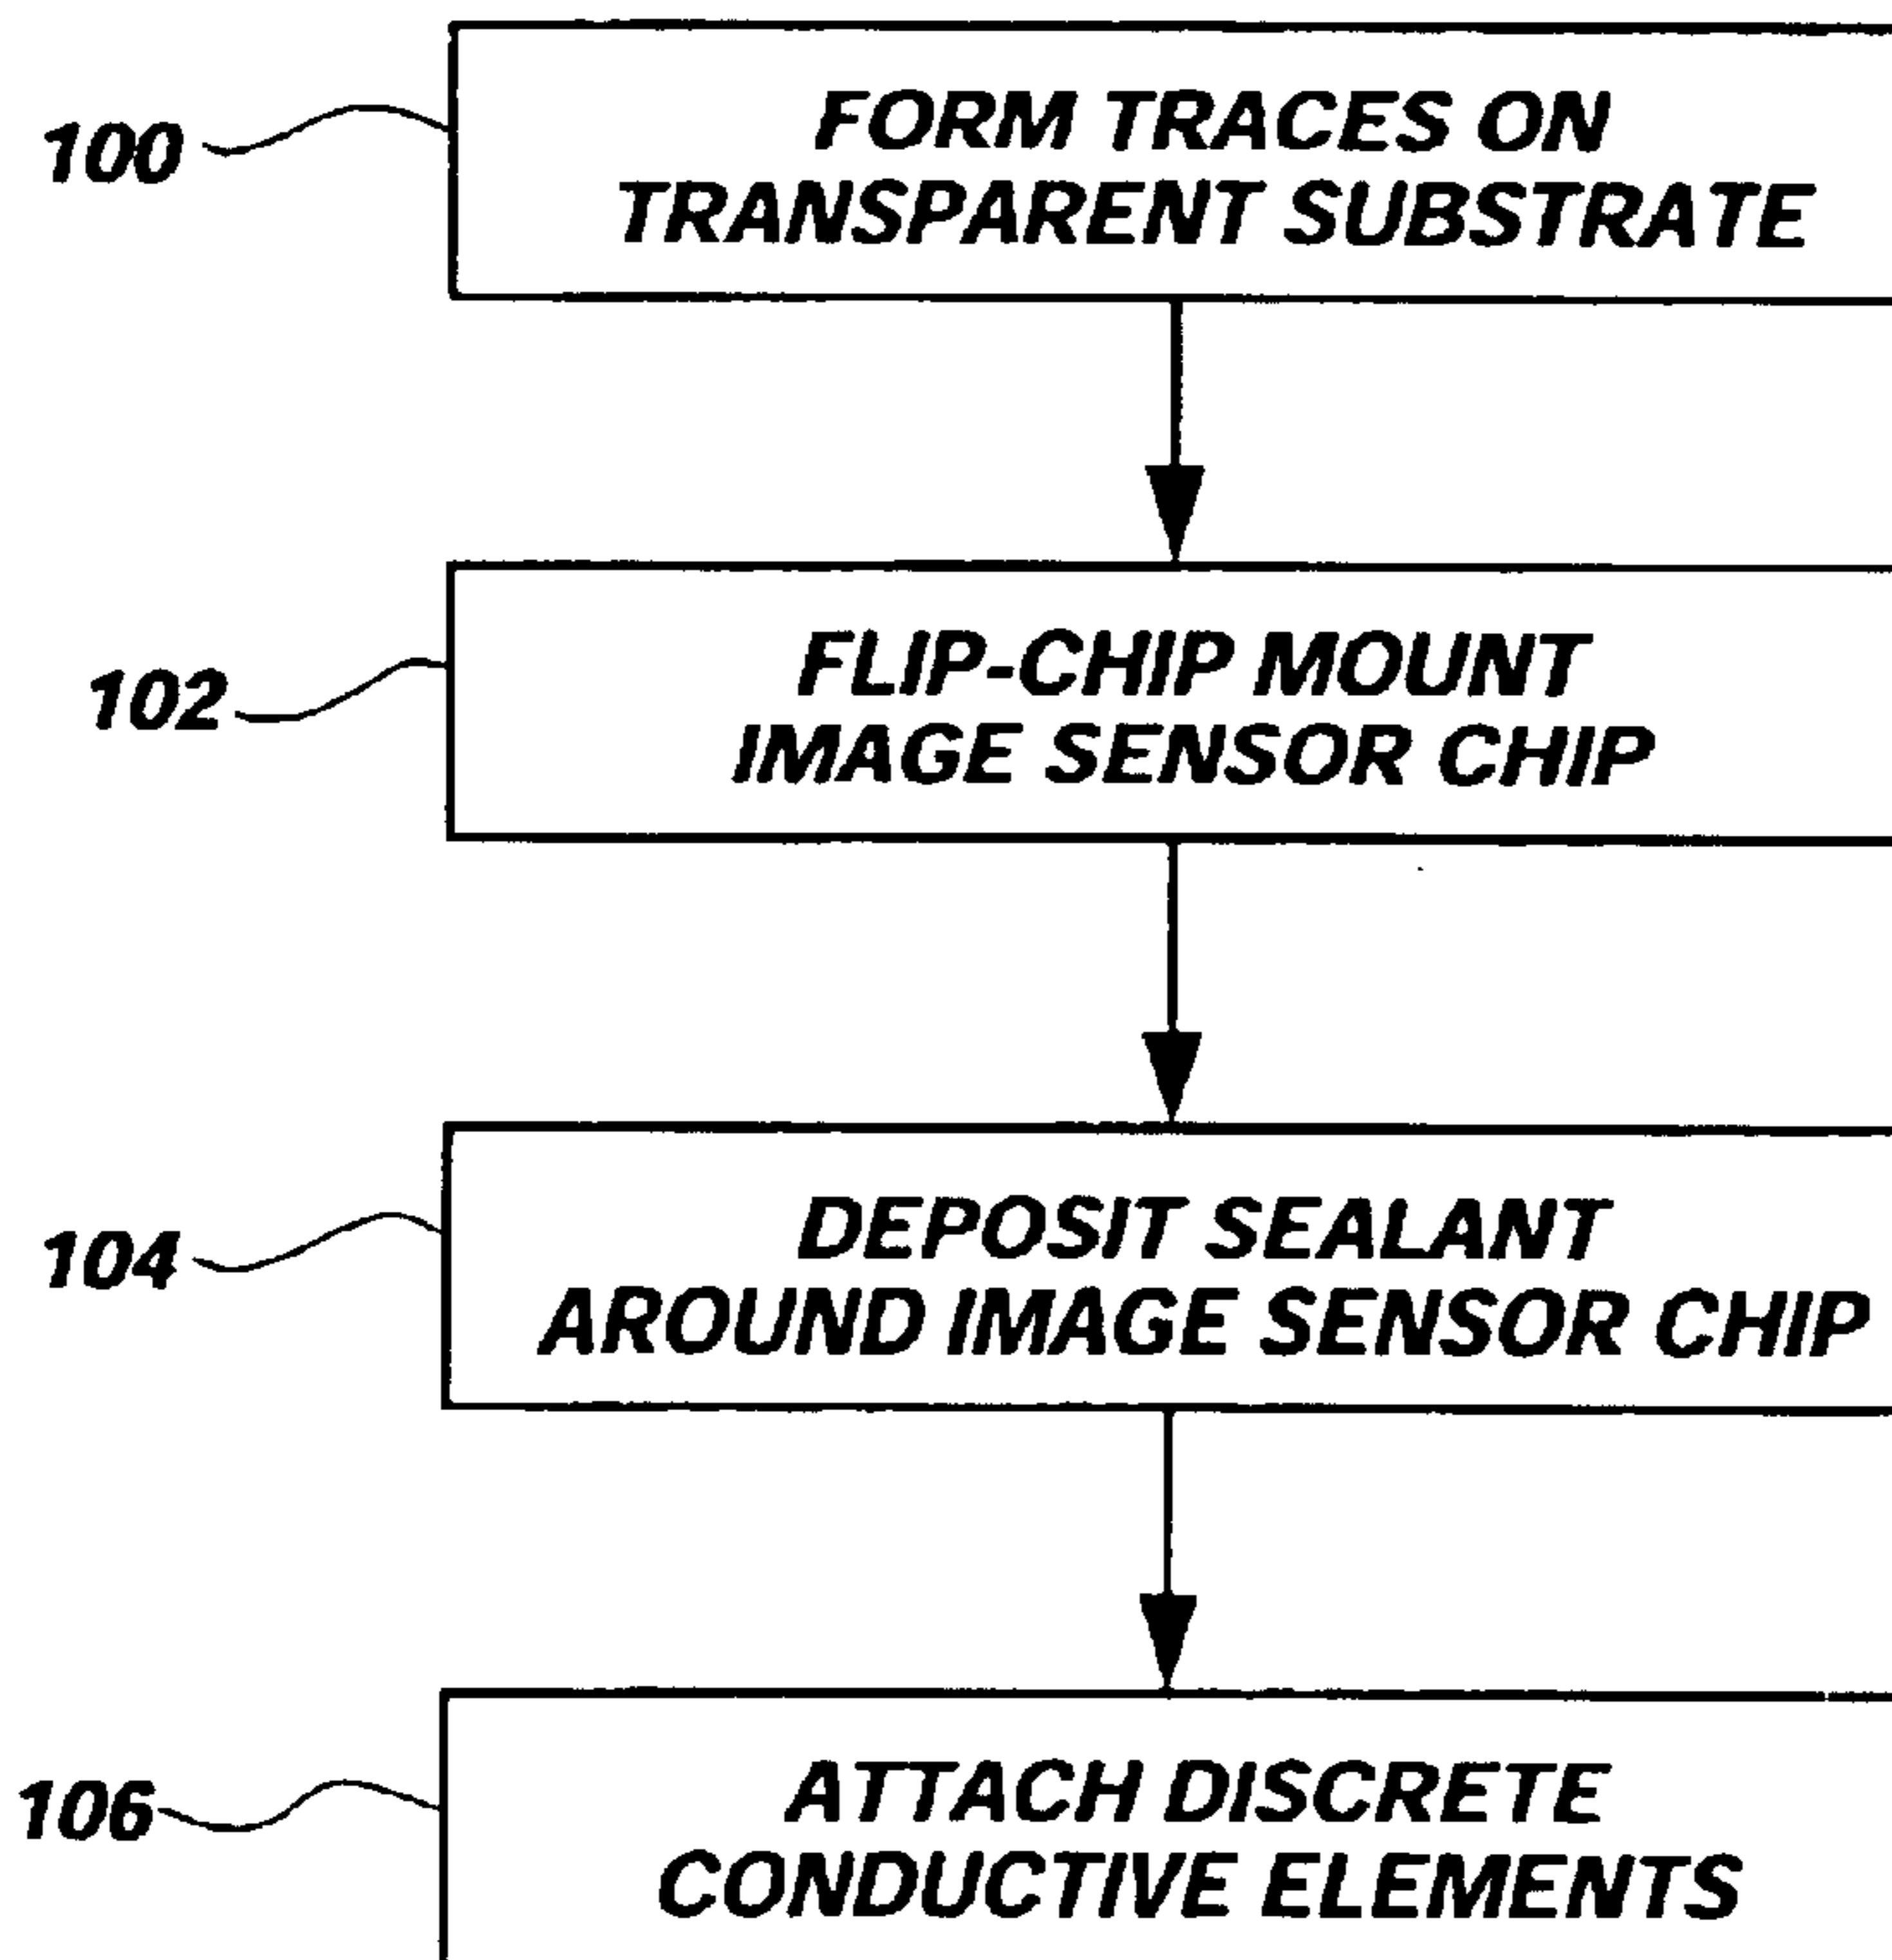 100
FORM TRACES ON
TRANSPARENT SUBSTRATE
102
FLIP-CHIP MOUNT
IMAGE SENSOR CHIP
104
DEPOSIT SEALANT
AROUND IMAGE SENSOR CHIP
106
ATTACH DISCRETE
CONDUCTIVE ELEMENTS